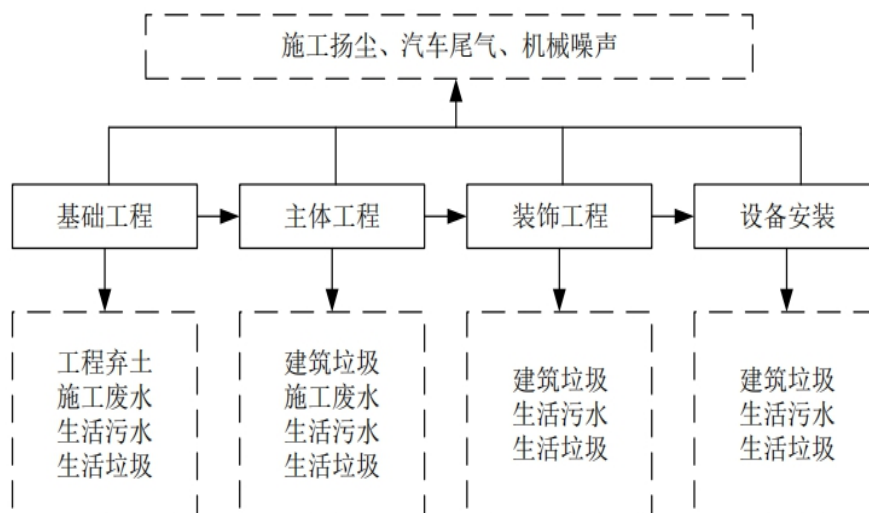 施工扬尘、汽车尾气、机械噪声
基础工程
主体工程
装饰工程
设备安装
工程弃土
施工废水
生活污水
生活垃圾
建筑垃圾
施工废水
生活污水
生活垃圾
建筑垃圾
生活污水
生活垃圾
建筑垃圾
生活污水
生活垃圾